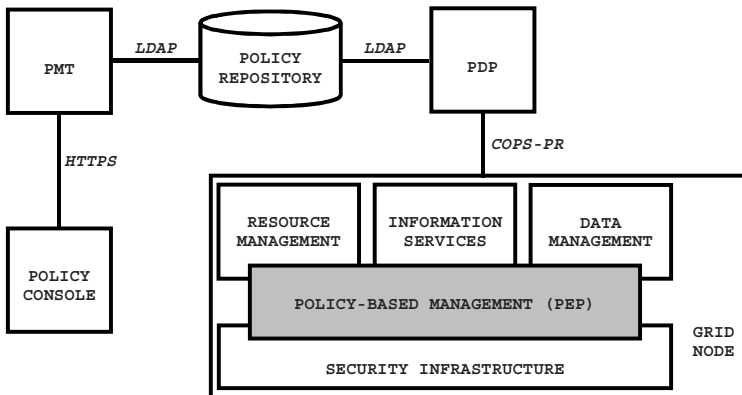 PMT
LDAP
POLICY
REPOSITORY
LDAP
PDP
HTTPS
COPS-PR
POLICY
CONSOLE
RESOURCE
MANAGEMENT
INFORMATION
SERVICES
DATA
MANAGEMENT
POLICY-BASED MANAGEMENT (PEP)
SECURITY INFRASTRUCTURE
GRID
NODE